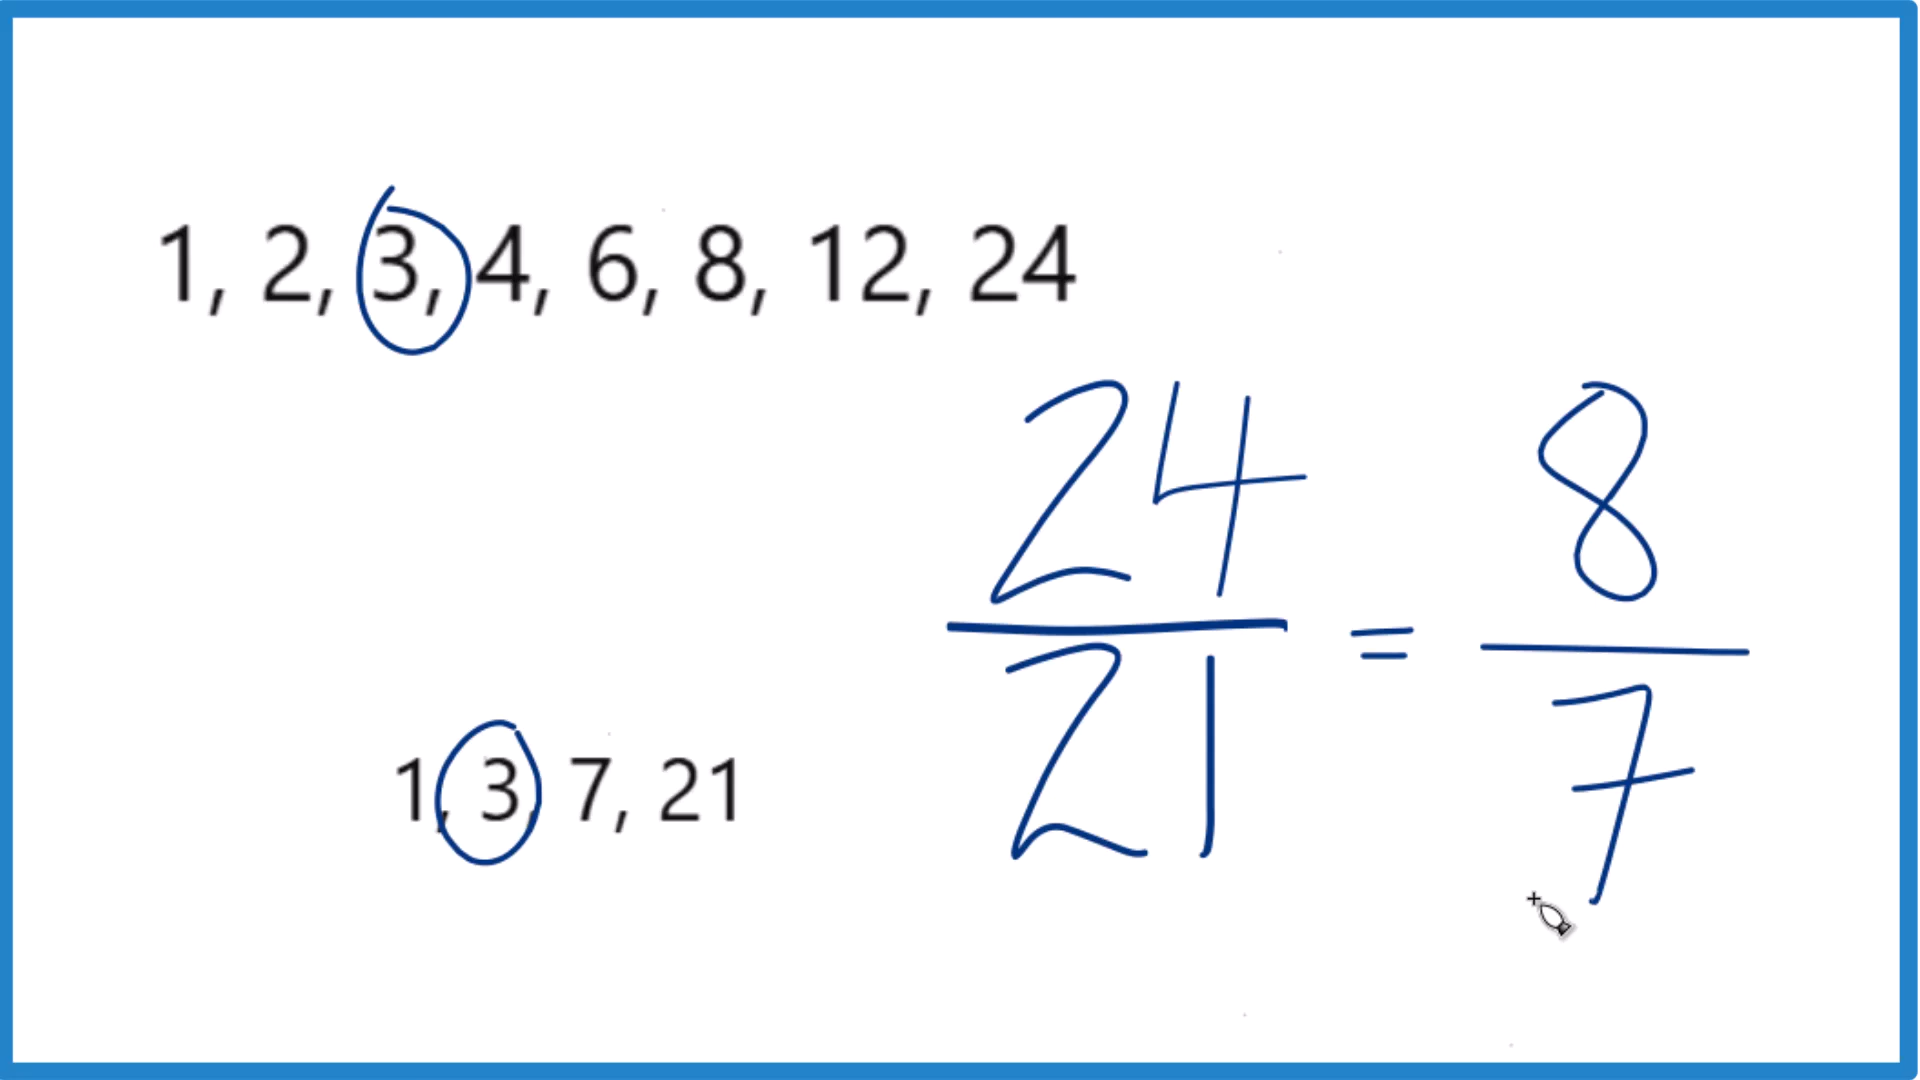 1, 2, 3, 4, 6, 8, 12, 24
24/21 = 8/7
1, 3, 7, 21